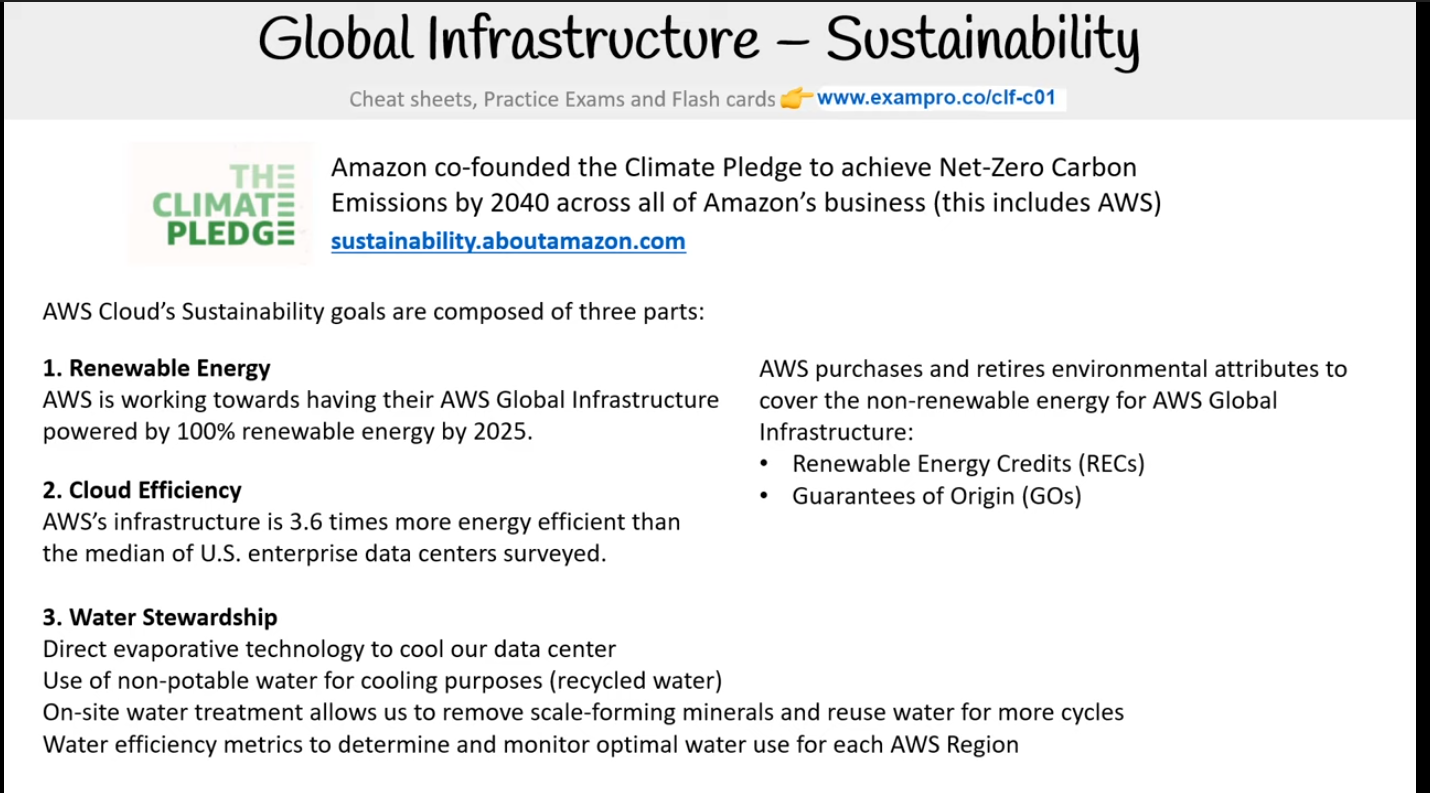 Global Infrastructure – Sustainability
Cheat sheets, Practice Exams and Flash cards 👉 www.exampro.co/clf-c01
THE
CLIMATE
PLEDGE
Amazon co-founded the Climate Pledge to achieve Net-Zero Carbon
Emissions by 2040 across all of Amazon’s business (this includes AWS)
sustainability.aboutamazon.com
AWS Cloud’s Sustainability goals are composed of three parts:
1. Renewable Energy
AWS is working towards having their AWS Global Infrastructure
powered by 100% renewable energy by 2025.
2. Cloud Efficiency
AWS’s infrastructure is 3.6 times more energy efficient than
the median of U.S. enterprise data centers surveyed.
3. Water Stewardship
Direct evaporative technology to cool our data center
Use of non-potable water for cooling purposes (recycled water)
On-site water treatment allows us to remove scale-forming minerals and reuse water for more cycles
Water efficiency metrics to determine and monitor optimal water use for each AWS Region
AWS purchases and retires environmental attributes to
cover the non-renewable energy for AWS Global
Infrastructure:
• Renewable Energy Credits (RECs)
• Guarantees of Origin (GOs)